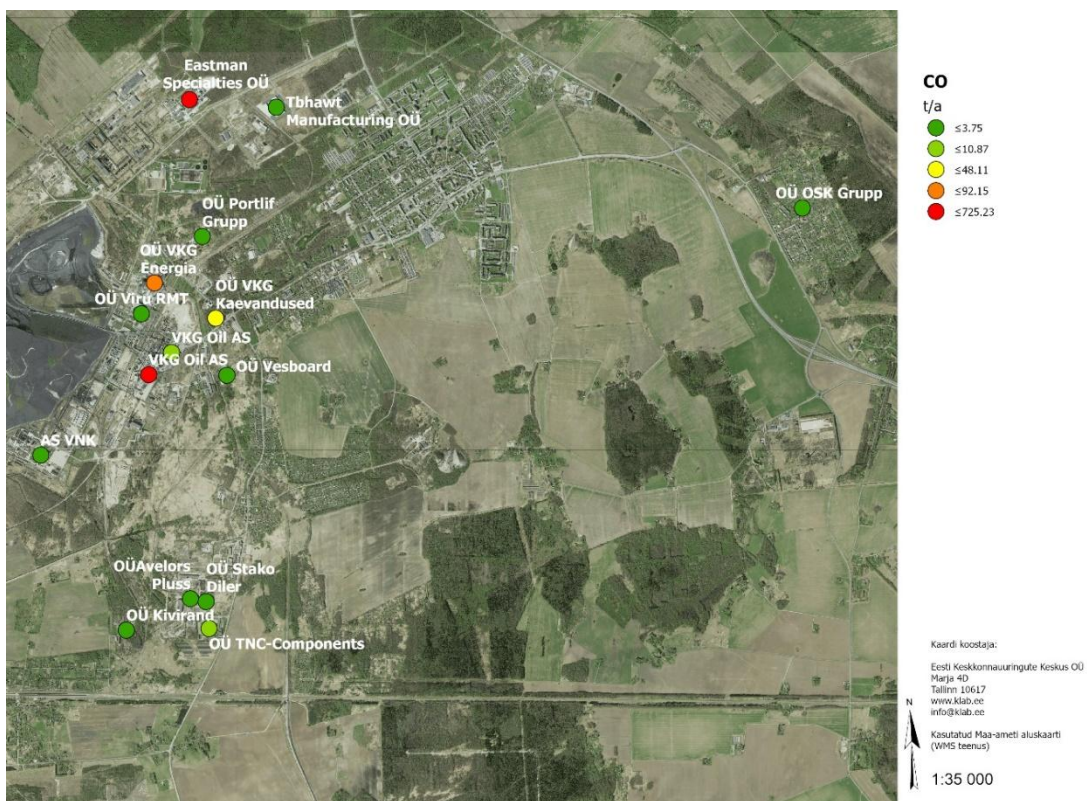 Eastman
Specialties OÜ
Tbhawt
Manufacturing OÜ
OÜ OSK Grupp
OÜ Portlif
Grupp
OÜ VKG
Energia
OÜ VKG
Kaevandused
OÜ Viru RMT
VKG Oil AS
VKG Oil AS
OÜ Vesboard
AS VNK
OÜAvelors
Pluss
OÜ Stako
Diler
OÜ Kivirand
OÜ TNC-Components
CO
t/a
≤3.75
≤10.87
≤48.11
≤92.15
≤725.23
Kaardi koostaja:
Eesti Keskkonnauuringute Keskus OÜ
Marja 4D
Tallinn 10617
www.klab.ee
info@klab.ee
Kasutatud Maa-ameti aluskaarti
(WMS teenus)
N
1:35 000